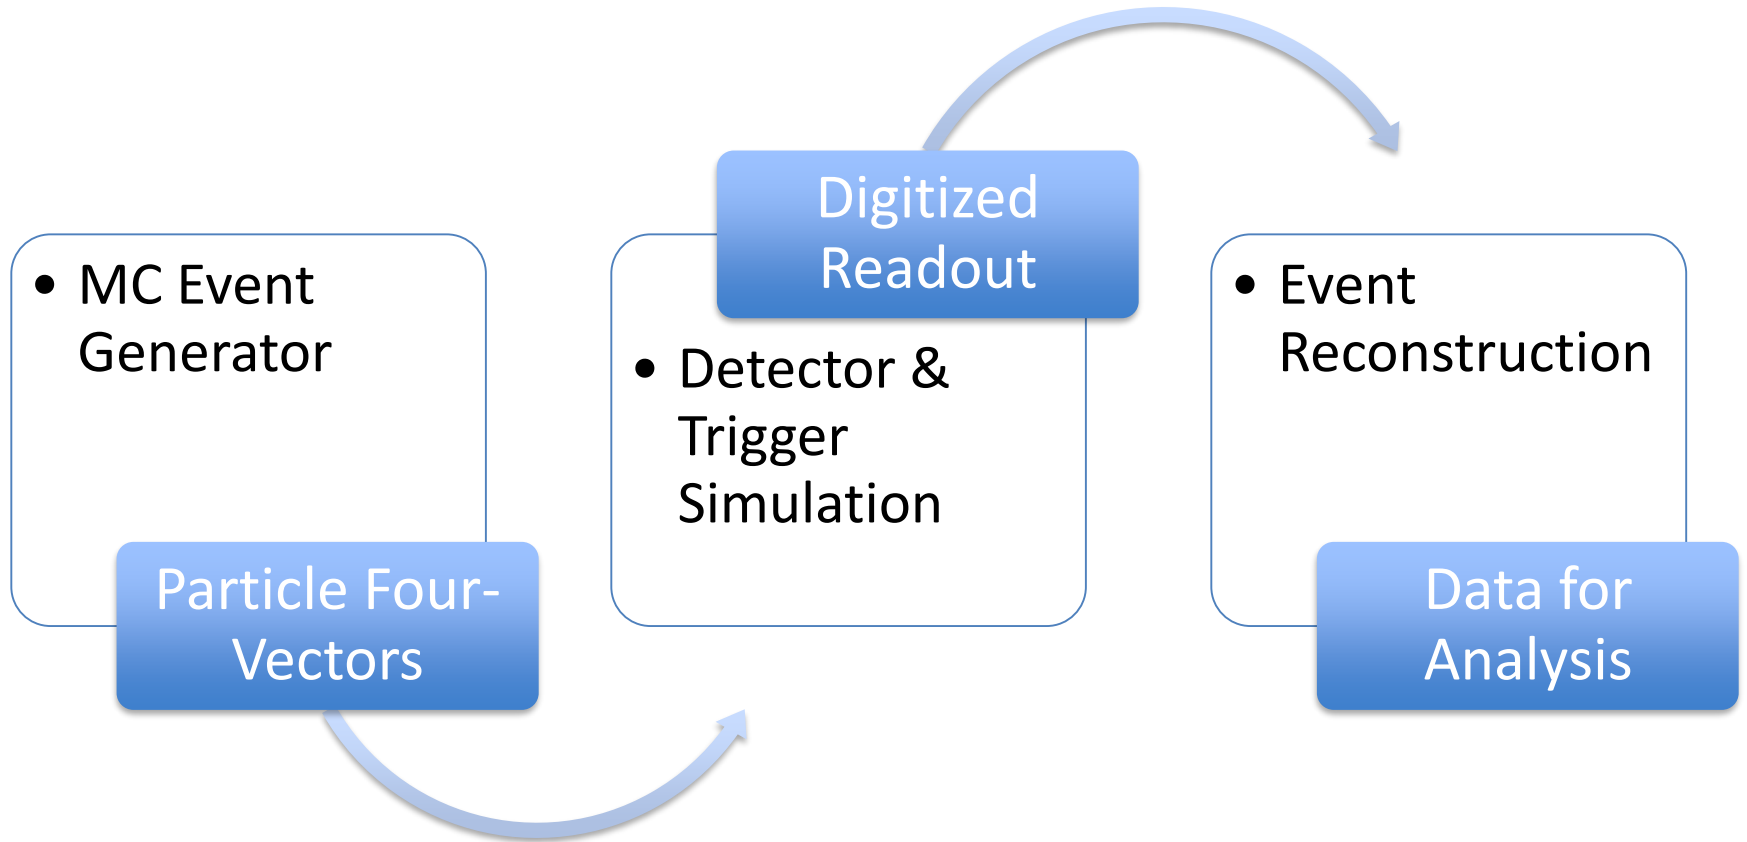 • MC Event
Generator
Particle Four-
Vectors
Digitized
Readout
• Detector &
Trigger
Simulation
• Event
Reconstruction
Data for
Analysis